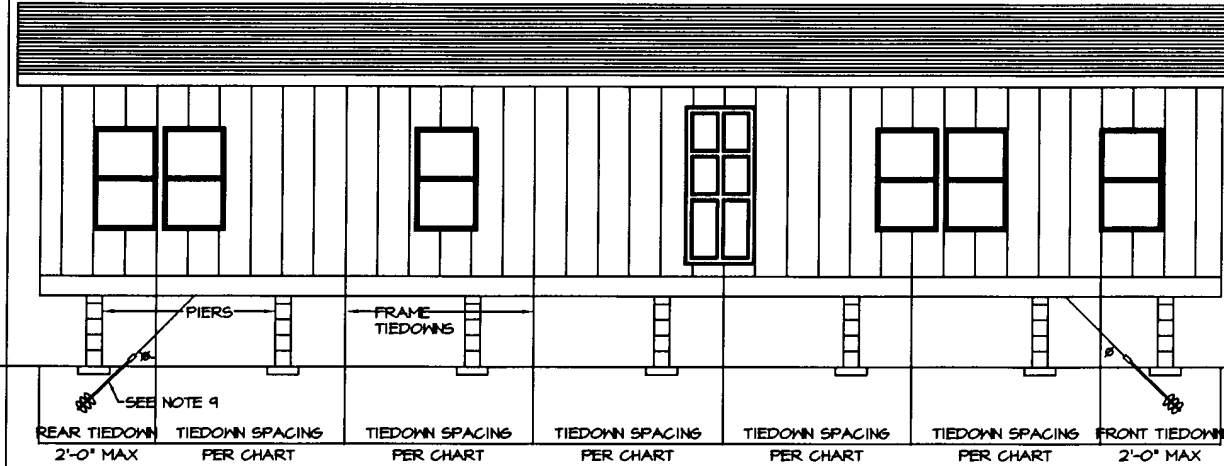 PIERS
FRAME
TIEDOWNS
ø
ø
SEE NOTE 9
REAR TIEDOWN
2'-0" MAX
TIEDOWN SPACING
PER CHART
TIEDOWN SPACING
PER CHART
TIEDOWN SPACING
PER CHART
TIEDOWN SPACING
PER CHART
TIEDOWN SPACING
PER CHART
FRONT TIEDOWN
2'-0" MAX